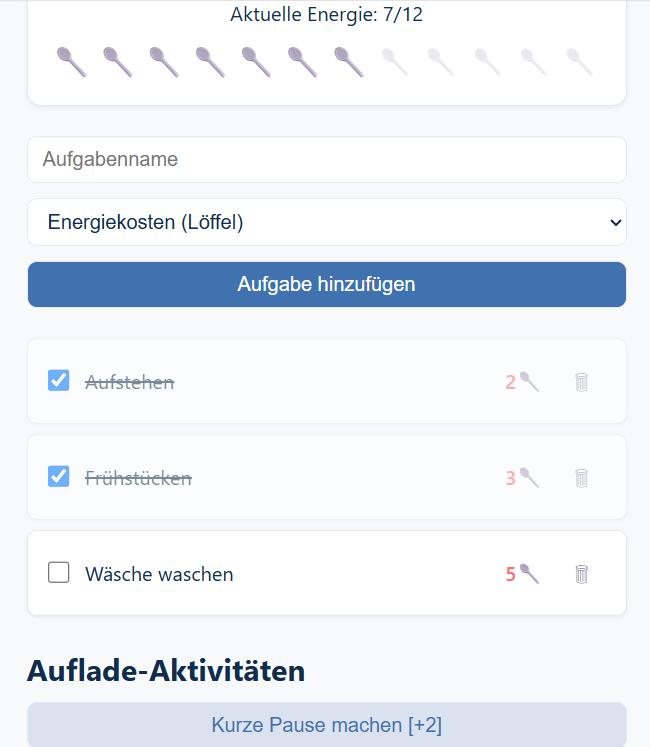 Aktuelle Energie: 7/12
Aufgabenname
Energiekosten (Löffel)
Aufgabe hinzufügen
Aufstehen 2
Frühstücken 3
Wäsche waschen 5
Auflade-Aktivitäten
Kurze Pause machen [+2]